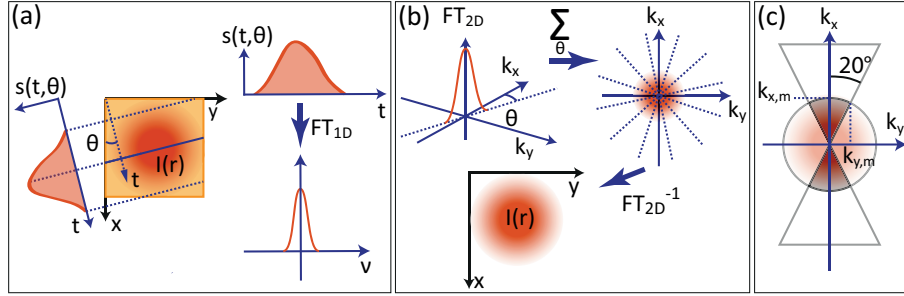 (a)
s(t,θ)
y
θ
I(r)
t
t
x
s(t,θ)
t
FT1D
ν
(b)
FT2D
kx
θ
ky
Σ
θ
kx
ky
FT2D-1
y
I(r)
x
(c)
kx
20°
kx,m
ky
ky,m